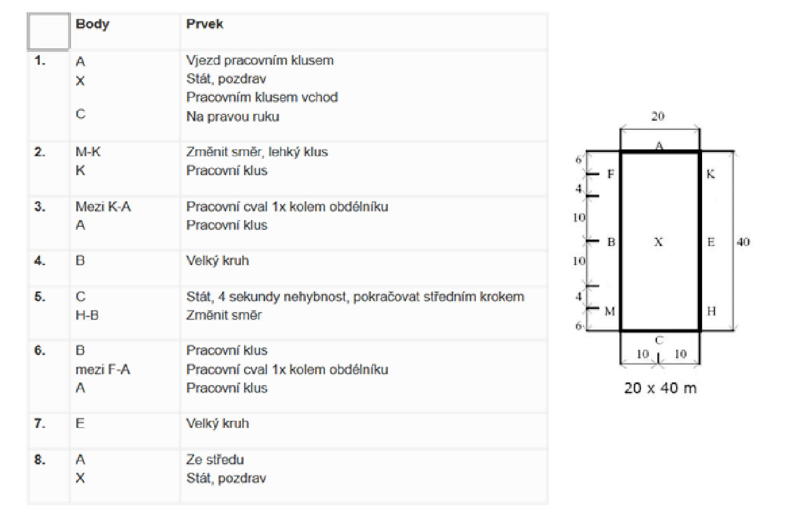 Body Prvek
1. A Vjezd pracovním klusem
X Stát, pozdrav
Pracovním klusem vchod
C Na pravou ruku
2. M-K Změnit směr, lehký klus
K Pracovní klus
3. Mezi K-A Pracovní cval 1x kolem obdélníku
A Pracovní klus
4. B Velký kruh
5. C Stát, 4 sekundy nehybnost, pokračovat středním krokem
H-B Změnit směr
6. B Pracovní klus
mezi F-A Pracovní cval 1x kolem obdélníku
A Pracovní klus
7. E Velký kruh
8. A Ze středu
X Stát, pozdrav
20
A
6
F K
4
10
B X E 40
10
4
M H
6
C
10 10
20 x 40 m